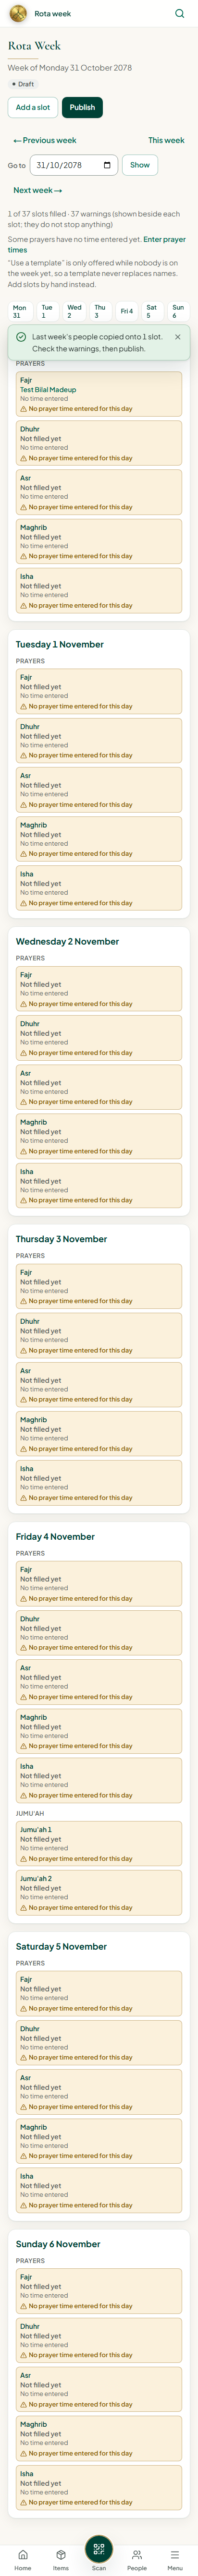 Rota week
Rota Week
Week of Monday 31 October 2078
Draft
Add a slot
Publish
← Previous week
This week
Go to
31/10/2078
Show
Next week →
1 of 37 slots filled · 37 warnings (shown beside each
slot; they do not stop anything)
Some prayers have no time entered yet. Enter prayer
times
“Use a template” is only offered while nobody is on
the week yet, so a template never replaces names.
Add slots by hand instead.
Mon
31
Tue
1
Wed
2
Thu
3
Fri 4
Sat
5
Sun
6
Last week's people copied onto 1 slot.
Check the warnings, then publish.
PRAYERS
Fajr
Test Bilal Madeup
No time entered
No prayer time entered for this day
Dhuhr
Not filled yet
No time entered
No prayer time entered for this day
Asr
Not filled yet
No time entered
No prayer time entered for this day
Maghrib
Not filled yet
No time entered
No prayer time entered for this day
Isha
Not filled yet
No time entered
No prayer time entered for this day
Tuesday 1 November
PRAYERS
Fajr
Not filled yet
No time entered
No prayer time entered for this day
Dhuhr
Not filled yet
No time entered
No prayer time entered for this day
Asr
Not filled yet
No time entered
No prayer time entered for this day
Maghrib
Not filled yet
No time entered
No prayer time entered for this day
Isha
Not filled yet
No time entered
No prayer time entered for this day
Wednesday 2 November
PRAYERS
Fajr
Not filled yet
No time entered
No prayer time entered for this day
Dhuhr
Not filled yet
No time entered
No prayer time entered for this day
Asr
Not filled yet
No time entered
No prayer time entered for this day
Maghrib
Not filled yet
No time entered
No prayer time entered for this day
Isha
Not filled yet
No time entered
No prayer time entered for this day
Thursday 3 November
PRAYERS
Fajr
Not filled yet
No time entered
No prayer time entered for this day
Dhuhr
Not filled yet
No time entered
No prayer time entered for this day
Asr
Not filled yet
No time entered
No prayer time entered for this day
Maghrib
Not filled yet
No time entered
No prayer time entered for this day
Isha
Not filled yet
No time entered
No prayer time entered for this day
Friday 4 November
PRAYERS
Fajr
Not filled yet
No time entered
No prayer time entered for this day
Dhuhr
Not filled yet
No time entered
No prayer time entered for this day
Asr
Not filled yet
No time entered
No prayer time entered for this day
Maghrib
Not filled yet
No time entered
No prayer time entered for this day
Isha
Not filled yet
No time entered
No prayer time entered for this day
JUMU'AH
Jumu'ah 1
Not filled yet
No time entered
No prayer time entered for this day
Jumu'ah 2
Not filled yet
No time entered
No prayer time entered for this day
Saturday 5 November
PRAYERS
Fajr
Not filled yet
No time entered
No prayer time entered for this day
Dhuhr
Not filled yet
No time entered
No prayer time entered for this day
Asr
Not filled yet
No time entered
No prayer time entered for this day
Maghrib
Not filled yet
No time entered
No prayer time entered for this day
Isha
Not filled yet
No time entered
No prayer time entered for this day
Sunday 6 November
PRAYERS
Fajr
Not filled yet
No time entered
No prayer time entered for this day
Dhuhr
Not filled yet
No time entered
No prayer time entered for this day
Asr
Not filled yet
No time entered
No prayer time entered for this day
Maghrib
Not filled yet
No time entered
No prayer time entered for this day
Isha
Not filled yet
No time entered
No prayer time entered for this day
Home
Items
Scan
People
Menu